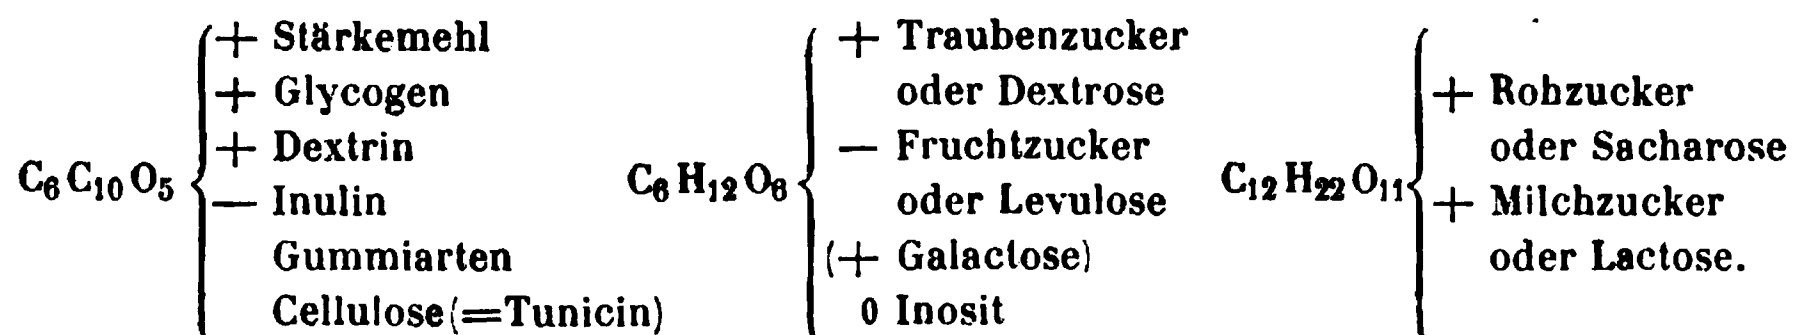 C₆C₁₀O₅
+ Stärkemehl
+ Glycogen
+ Dextrin
— Inulin
Gummiarten
Cellulose (=Tunicin)
C₆H₁₂O₆
+ Traubenzucker
oder Dextrose
— Fruchtzucker
oder Levulose
(+ Galactose)
0 Inosit
C₁₂H₂₂O₁₁
+ Rohzucker
oder Sacharose
+ Milchzucker
oder Lactose.